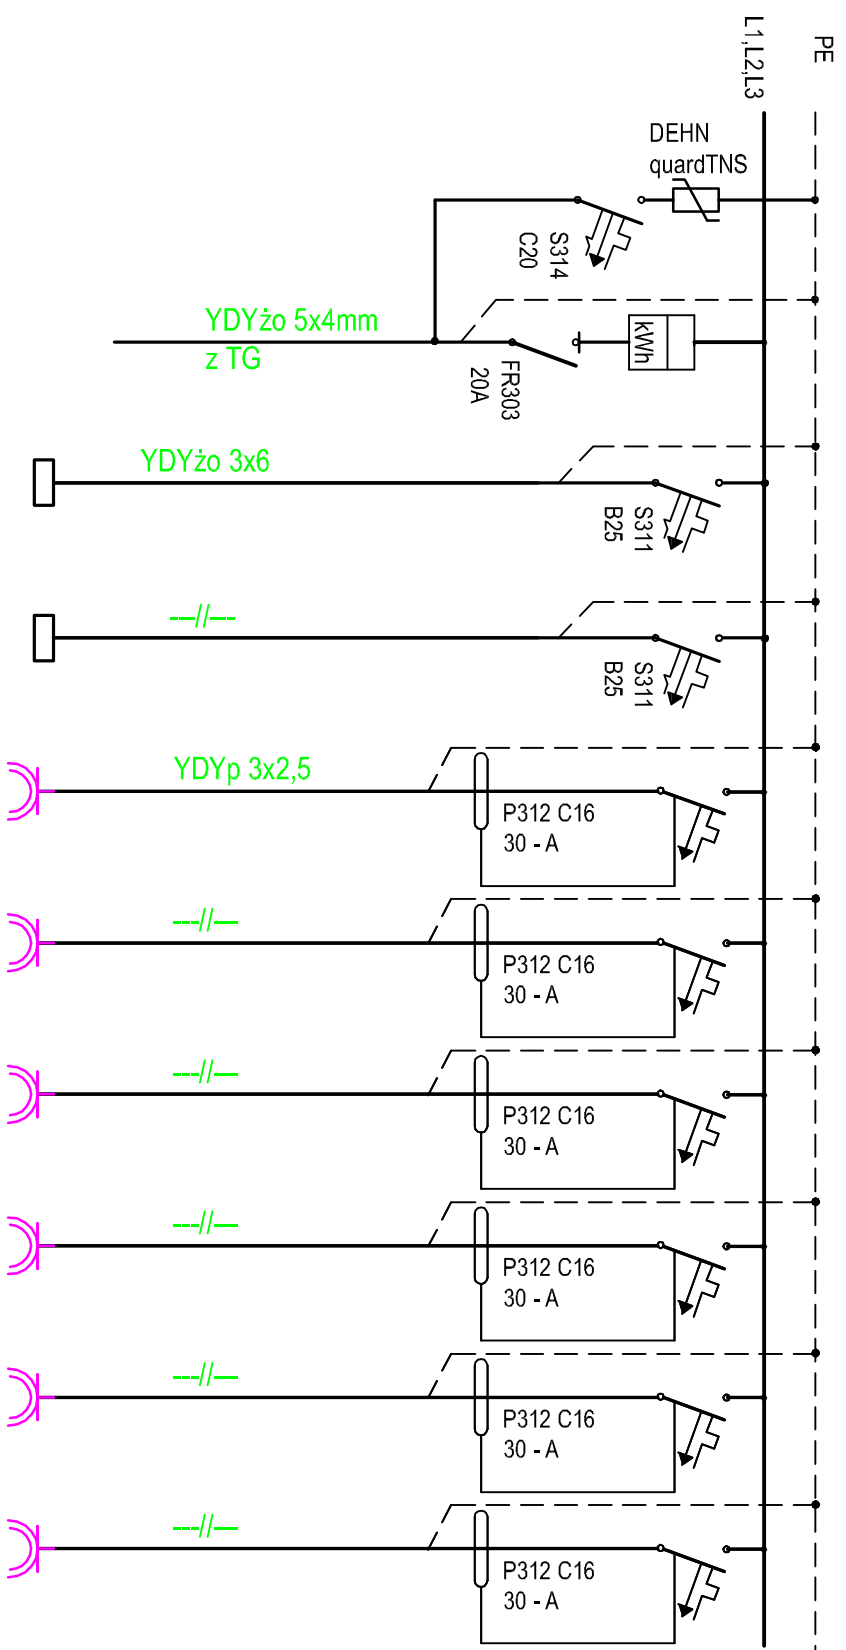 PE
L1,L2,L3
DEHN
quardTNS
S314
C20
YDYżo 5x4mm
z TG
kWh
FR303
20A
YDYżo 3x6
S311
B25
---//---
S311
B25
YDYp 3x2,5
P312 C16
30 - A
---//---
P312 C16
30 - A
---//---
P312 C16
30 - A
---//---
P312 C16
30 - A
---//---
P312 C16
30 - A
---//---
P312 C16
30 - A